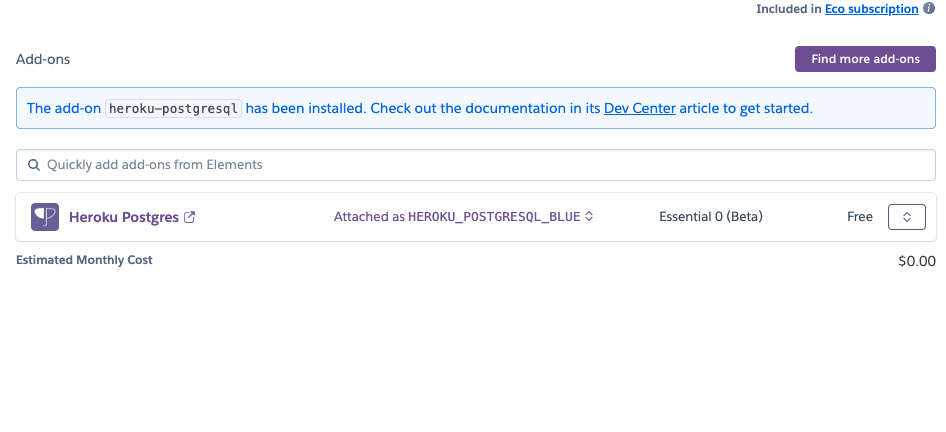 Included in Eco subscription
Add-ons
Find more add-ons
The add-on heroku-postgresql has been installed. Check out the documentation in its Dev Center article to get started.
Quickly add add-ons from Elements
Heroku Postgres Attached as HEROKU_POSTGRESQL_BLUE Essential 0 (Beta) Free
Estimated Monthly Cost $0.00